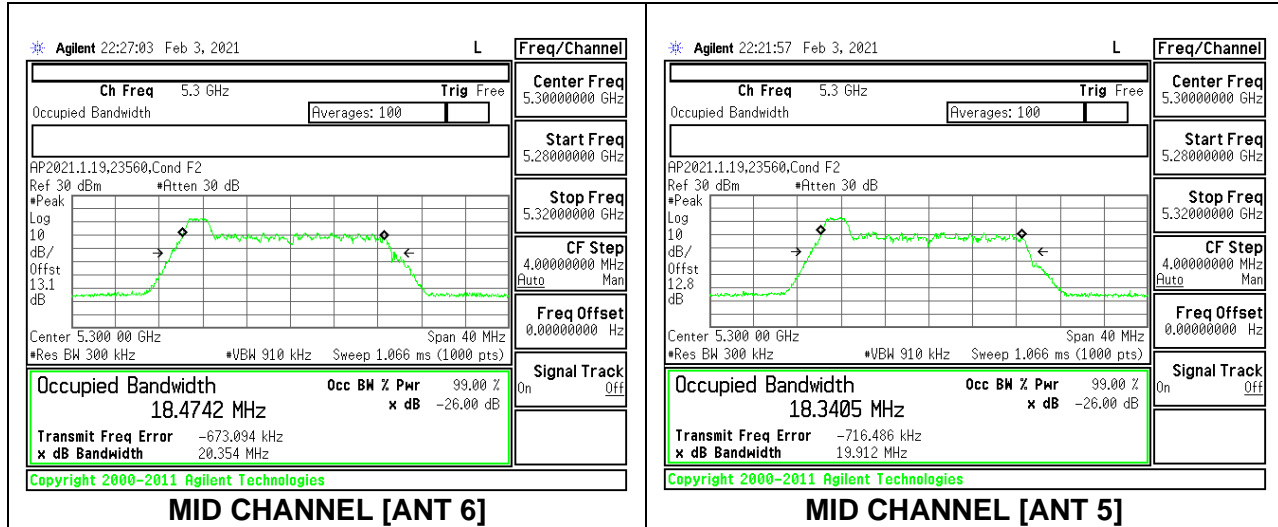 Agilent 22:27:03 Feb 3, 2021 L
Freq/Channel
Ch Freq 5.3 GHz Trig Free
Occupied Bandwidth Averages: 100
AP2021.1.19,23560,Cond F2
Ref 30 dBm #Atten 30 dB
#Peak
Log
10
dB/
Offst
13.1
dB
Center 5.300 00 GHz Span 40 MHz
#Res BW 300 kHz #VBW 910 kHz Sweep 1.066 ms (1000 pts)
Occupied Bandwidth Occ BW % Pwr 99.00 %
18.4742 MHz x dB -26.00 dB
Transmit Freq Error -673.094 kHz
x dB Bandwidth 20.354 MHz
Copyright 2000-2011 Agilent Technologies
Center Freq
5.30000000 GHz
Start Freq
5.28000000 GHz
Stop Freq
5.32000000 GHz
CF Step
4.00000000 MHz
Auto Man
Freq Offset
0.00000000 Hz
Signal Track
On Off
MID CHANNEL [ANT 6]
Agilent 22:21:57 Feb 3, 2021 L
Freq/Channel
Ch Freq 5.3 GHz Trig Free
Occupied Bandwidth Averages: 100
AP2021.1.19,23560,Cond F2
Ref 30 dBm #Atten 30 dB
#Peak
Log
10
dB/
Offst
12.8
dB
Center 5.300 00 GHz Span 40 MHz
#Res BW 300 kHz #VBW 910 kHz Sweep 1.066 ms (1000 pts)
Occupied Bandwidth Occ BW % Pwr 99.00 %
18.3405 MHz x dB -26.00 dB
Transmit Freq Error -716.486 kHz
x dB Bandwidth 19.912 MHz
Copyright 2000-2011 Agilent Technologies
Center Freq
5.30000000 GHz
Start Freq
5.28000000 GHz
Stop Freq
5.32000000 GHz
CF Step
4.00000000 MHz
Auto Man
Freq Offset
0.00000000 Hz
Signal Track
On Off
MID CHANNEL [ANT 5]